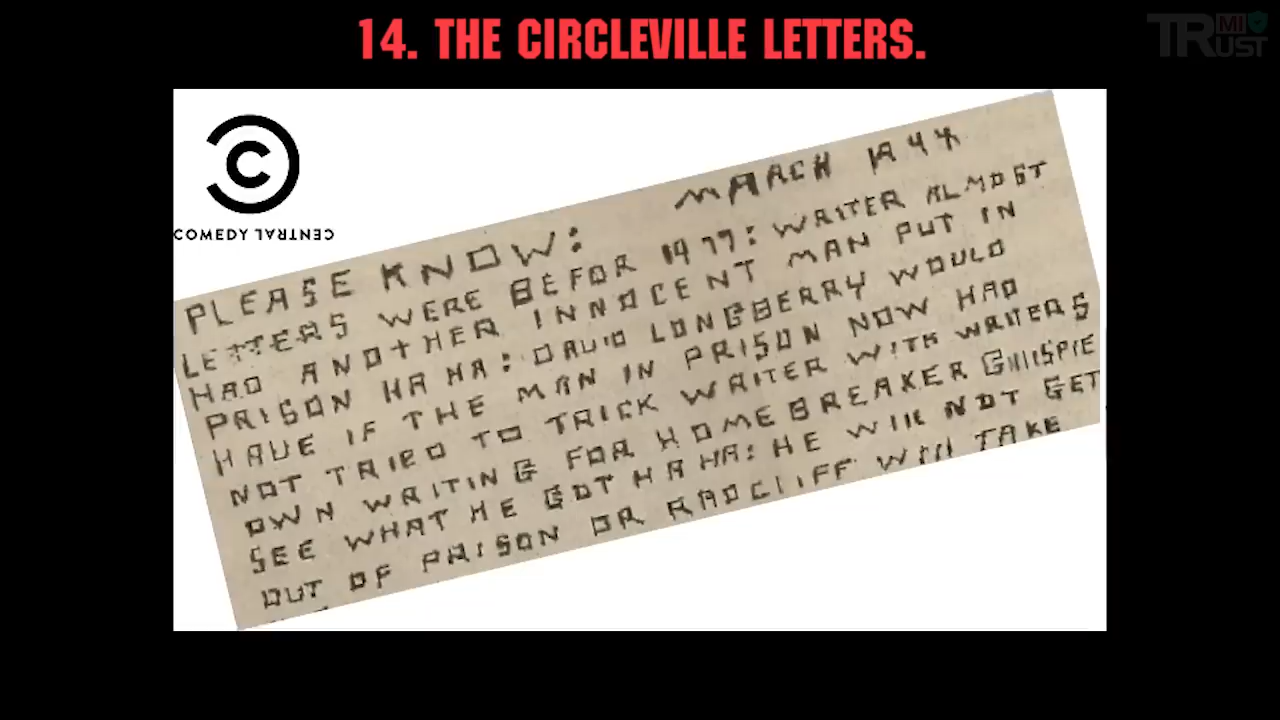 14. THE CIRCLEVILLE LETTERS.
TRUST
MI
COMEDY CENTRAL
MARCH
PLEASE KNOW:
LETTERS WERE BEFOR 1977: WRITER ALMOST
HAD ANOTHER INNOCENT MAN PUT IN
PRISON HA HA: DAVID LONGBERRY WOULD
HAVE IF THE MAN IN PRISON NOW HAD
NOT TRIED TO TRICK WRITER WITH WRITERS
OWN WRITING FOR HOMEBREAKER GILLISPIE
SEE WHAT HE GOT HA HA: HE WILL NOT GET
OUT OF PRISON OR RADCLIFF WILL TAKE